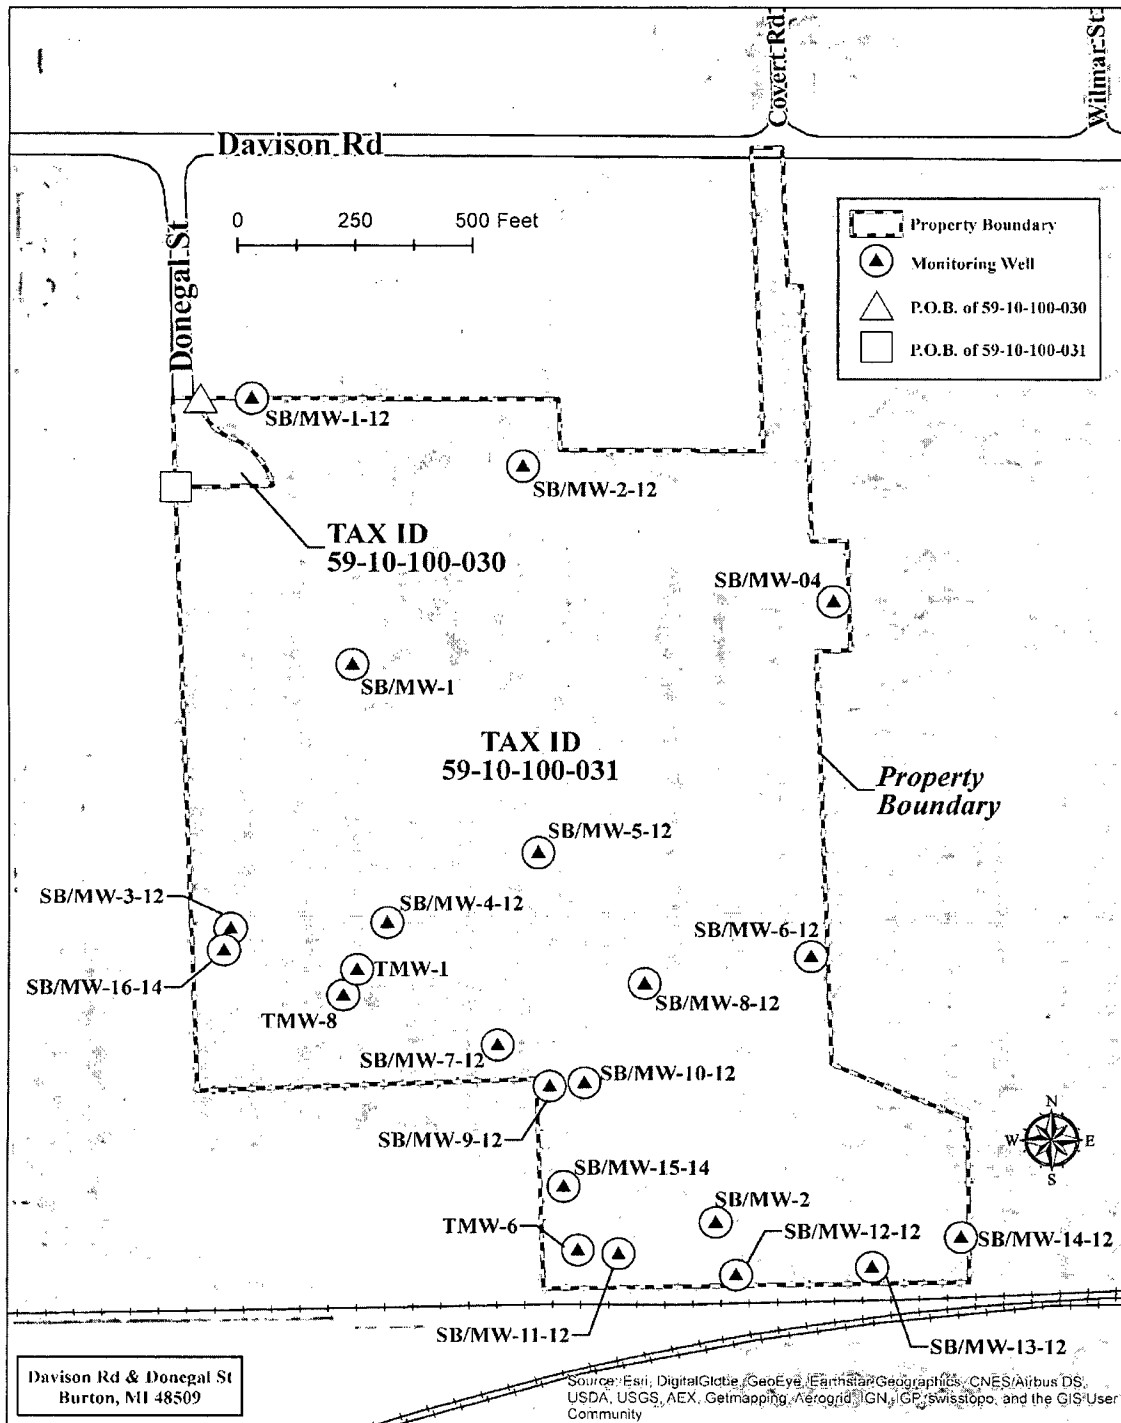 Covert Rd
Wilmar St
Davison Rd
Donegal St
0 250 500 Feet
Property Boundary
Monitoring Well
P.O.B. of 59-10-100-030
P.O.B. of 59-10-100-031
SB/MW-1-12
SB/MW-2-12
TAX ID
59-10-100-030
SB/MW-04
SB/MW-1
TAX ID
59-10-100-031
Property
Boundary
SB/MW-5-12
SB/MW-3-12
SB/MW-4-12
SB/MW-6-12
SB/MW-16-14
TMW-1
SB/MW-8-12
TMW-8
SB/MW-7-12
SB/MW-10-12
SB/MW-9-12
N
W E
S
SB/MW-15-14
SB/MW-2
TMW-6
SB/MW-12-12
SB/MW-14-12
SB/MW-11-12
SB/MW-13-12
Davison Rd & Donegal St
Burton, MI 48509
Source: Esri, DigitalGlobe, GeoEye, Earthstar Geographics, CNES/Airbus DS,
USDA, USGS, AEX, Getmapping, Aerogrid, IGN, IGP, swisstopo, and the GIS User
Community